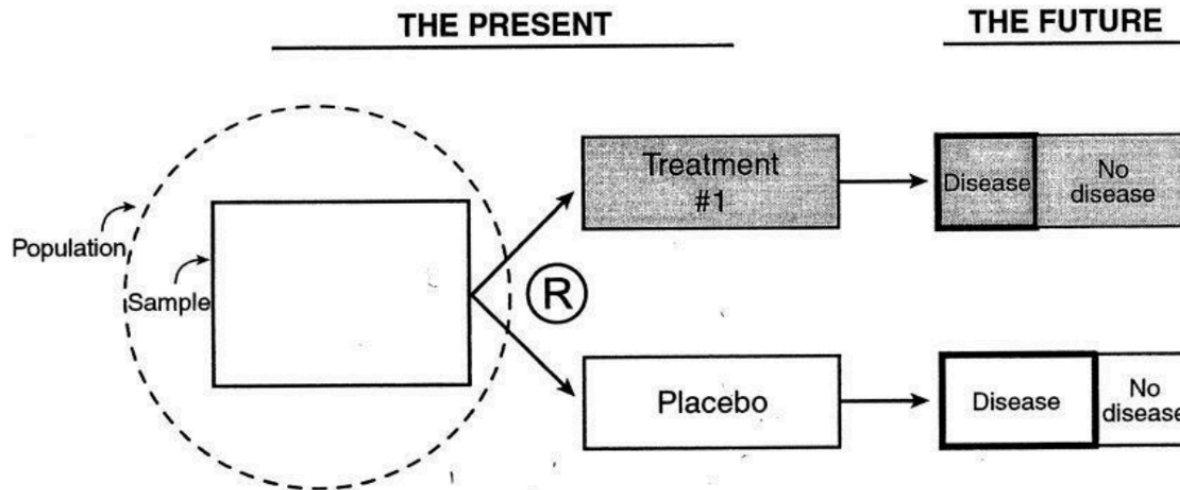 THE PRESENT
THE FUTURE
Population
Sample
R
Treatment
#1
Placebo
Disease
No
disease
Disease
No
disease